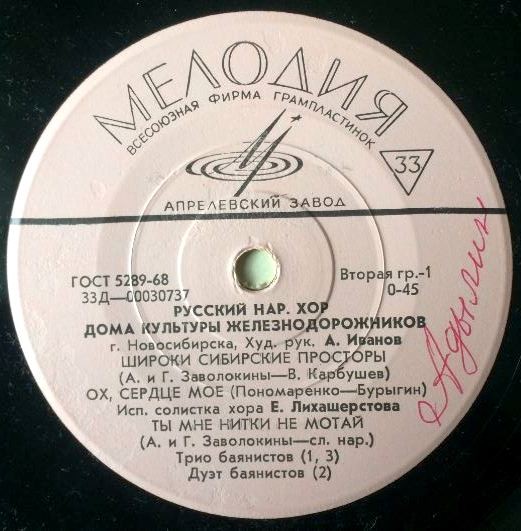 МЕЛОДИЯ
ВСЕСОЮЗНАЯ ФИРМА ГРАМПЛАСТИНОК
33
АПРЕЛЕВСКИЙ ЗАВОД
ГОСТ 5289-68
33Д—00030737
Вторая гр.-1
0-45
РУССКИЙ НАР. ХОР
ДОМА КУЛЬТУРЫ ЖЕЛЕЗНОДОРОЖНИКОВ
г. Новосибирска, Худ. рук. А. Иванов
ШИРОКИ СИБИРСКИЕ ПРОСТОРЫ
(А. и Г. Заволокины—В. Карбушев)
ОХ, СЕРДЦЕ МОЕ (Пономаренко—Бурыгин)
Исп. солистка хора Е. Лихашерстова
ТЫ МНЕ НИТКИ НЕ МОТАЙ
(А. и Г. Заволокины—сл. нар.)
Трио баянистов (1, 3)
Дуэт баянистов (2)